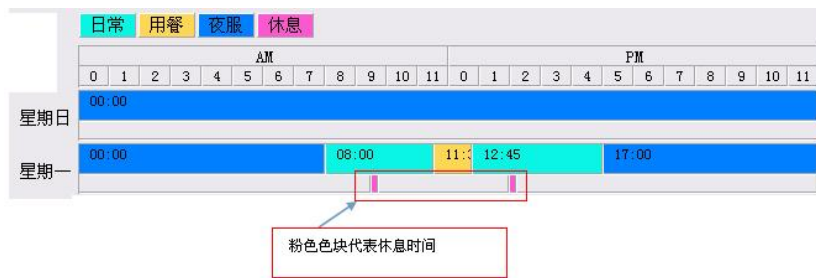 日常 用餐 夜服 休息
AM PM
0 1 2 3 4 5 6 7 8 9 10 11 0 1 2 3 4 5 6 7 8 9 10 11
00:00
星期日
00:00 08:00 11: 12:45 17:00
星期一
粉色色块代表休息时间